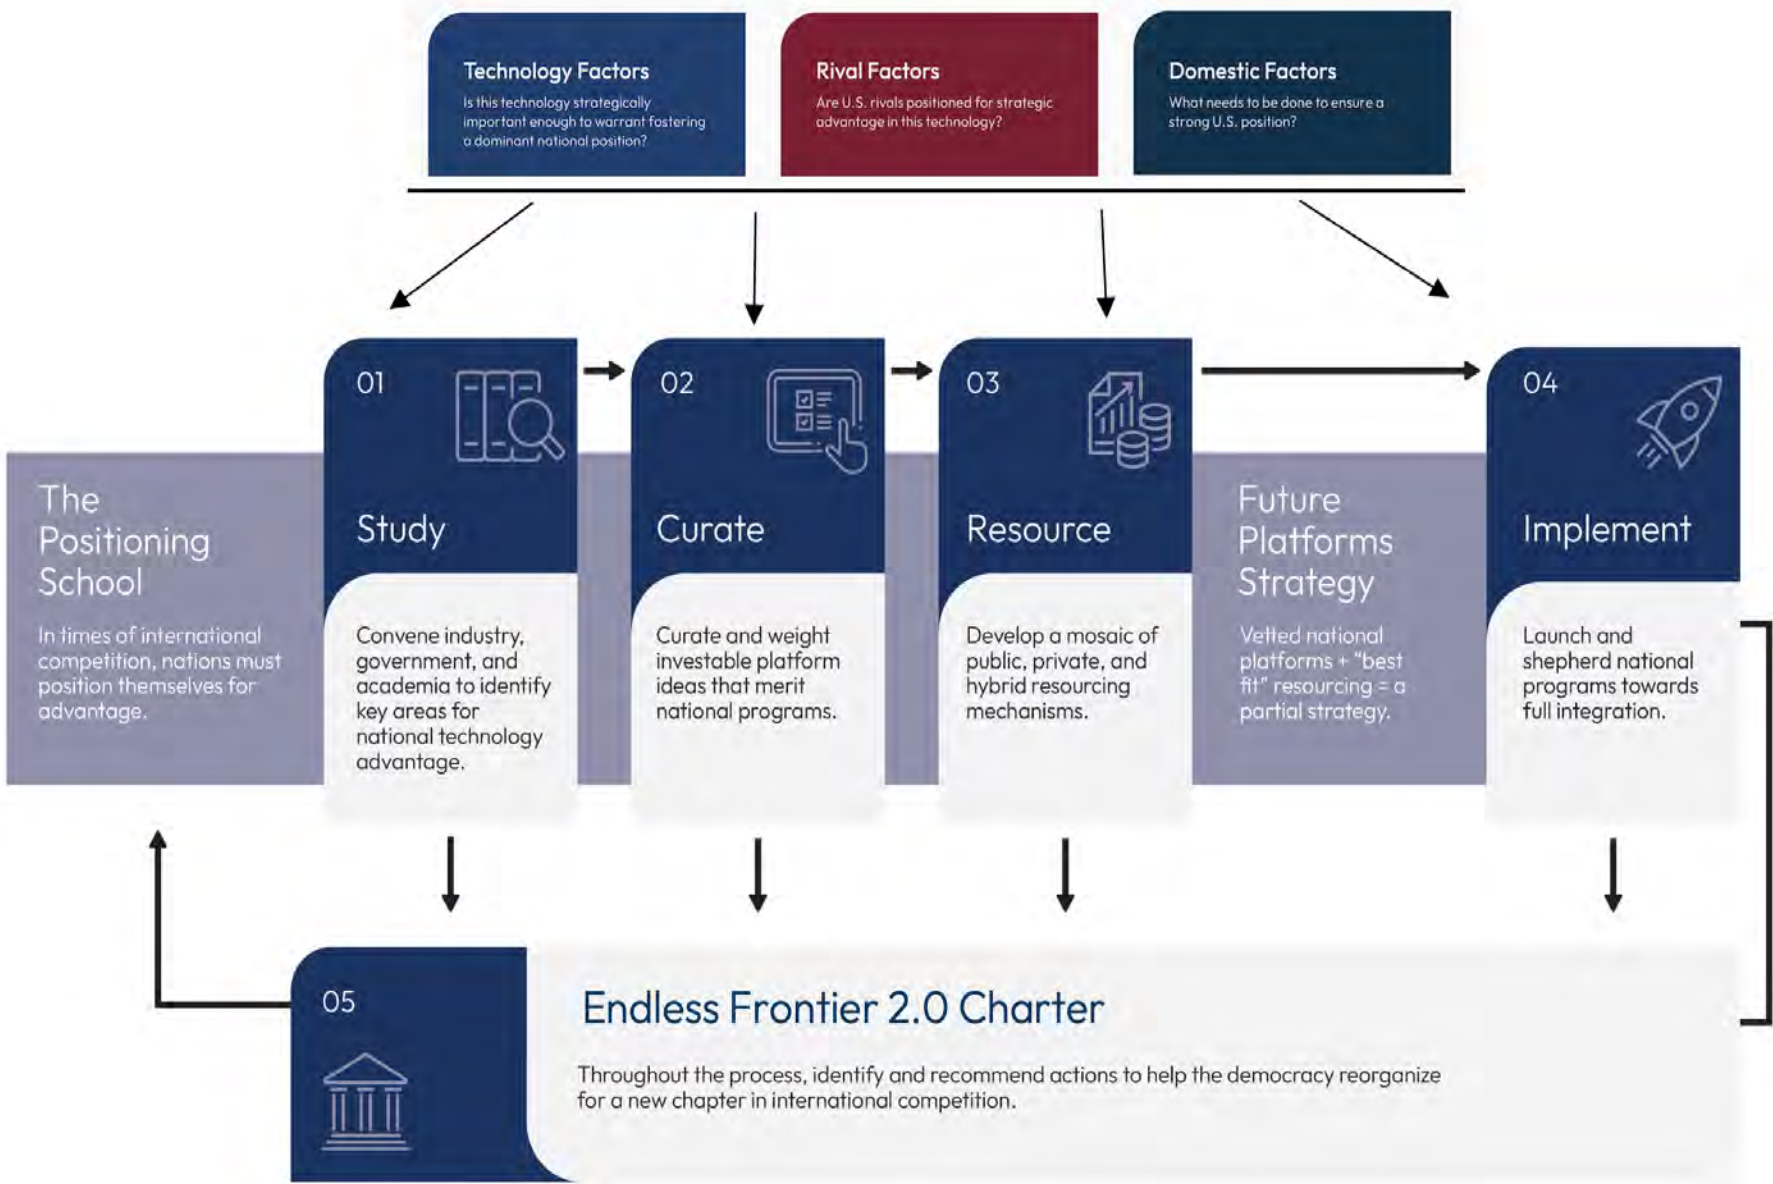 Technology Factors
Is this technology strategically
important enough to warrant fostering
a dominant national position?
Rival Factors
Are U.S. rivals positioned for strategic
advantage in this technology?
Domestic Factors
What needs to be done to ensure a
strong U.S. position?
The
Positioning
School
In times of international
competition, nations must
position themselves for
advantage.
01
Study
Convene industry,
government, and
academia to identify
key areas for
national technology
advantage.
02
Curate
Curate and weight
investable platform
ideas that merit
national programs.
03
Resource
Develop a mosaic of
public, private, and
hybrid resourcing
mechanisms.
Future
Platforms
Strategy
Vetted national
platforms + "best
fit" resourcing = a
partial strategy.
04
Implement
Launch and
shepherd national
programs towards
full integration.
05
Endless Frontier 2.0 Charter
Throughout the process, identify and recommend actions to help the democracy reorganize
for a new chapter in international competition.